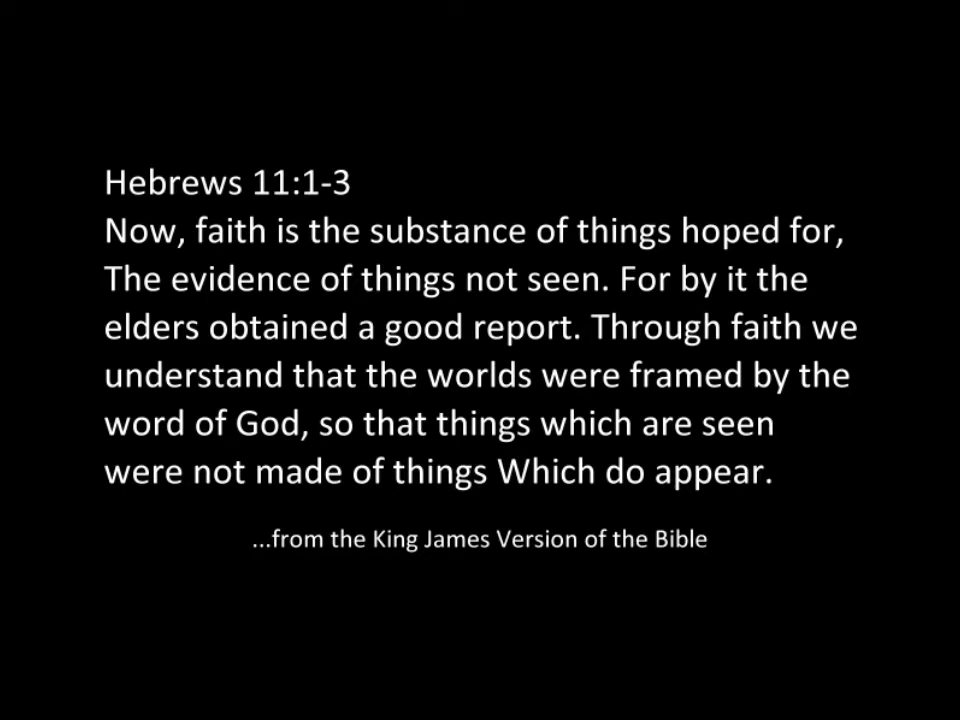 Hebrews 11:1-3
Now, faith is the substance of things hoped for,
The evidence of things not seen. For by it the
elders obtained a good report. Through faith we
understand that the worlds were framed by the
word of God, so that things which are seen
were not made of things Which do appear.
...from the King James Version of the Bible